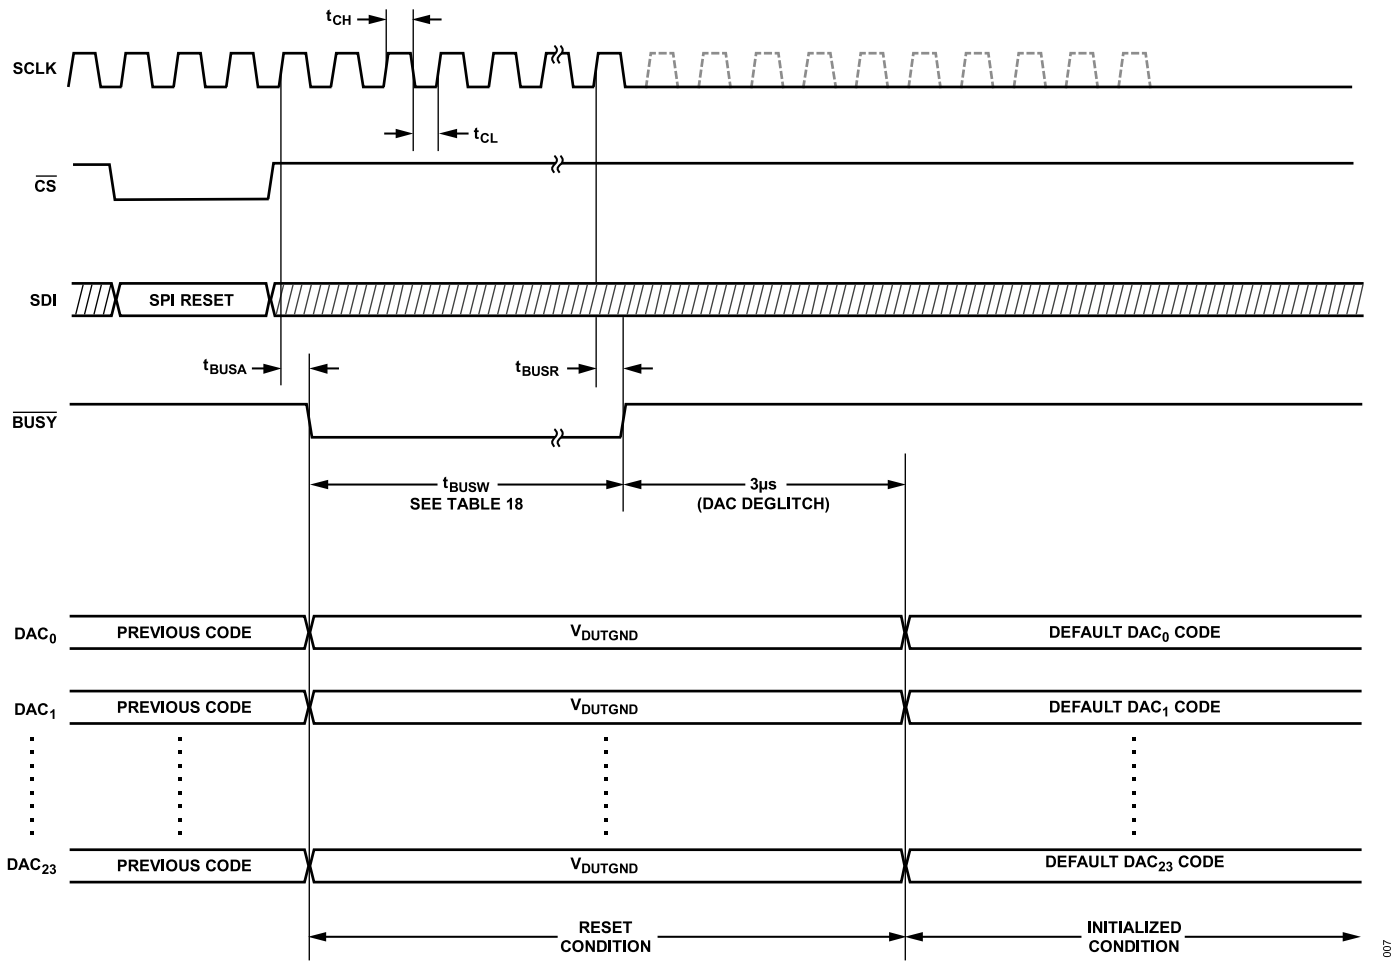 tCH
SCLK
tCL
CS
SDI
SPI RESET
tBUSA
tBUSR
BUSY
tBUSW
SEE TABLE 18
3µs
(DAC DEGLITCH)
DAC0
PREVIOUS CODE
VDUTGND
DEFAULT DAC0 CODE
DAC1
PREVIOUS CODE
VDUTGND
DEFAULT DAC1 CODE
DAC23
PREVIOUS CODE
VDUTGND
DEFAULT DAC23 CODE
RESET
CONDITION
INITIALIZED
CONDITION
007